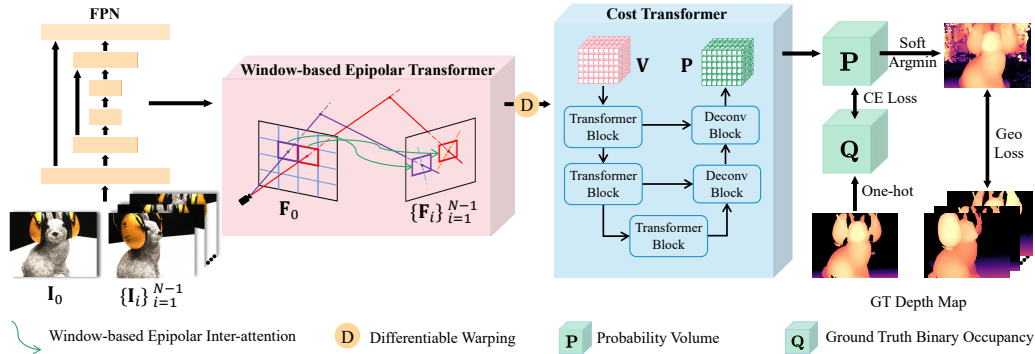 FPN
Window-based Epipolar Transformer
Cost Transformer
F₀
{Fᵢ} N−1 i=1
D
V
P
Transformer Block
Deconv Block
Transformer Block
Deconv Block
Transformer Block
P
Soft Argmin
CE Loss
Q
Geo Loss
One-hot
I₀
{Iᵢ} N−1 i=1
GT Depth Map
Window-based Epipolar Inter-attention
D Differentiable Warping
P Probability Volume
Q Ground Truth Binary Occupancy